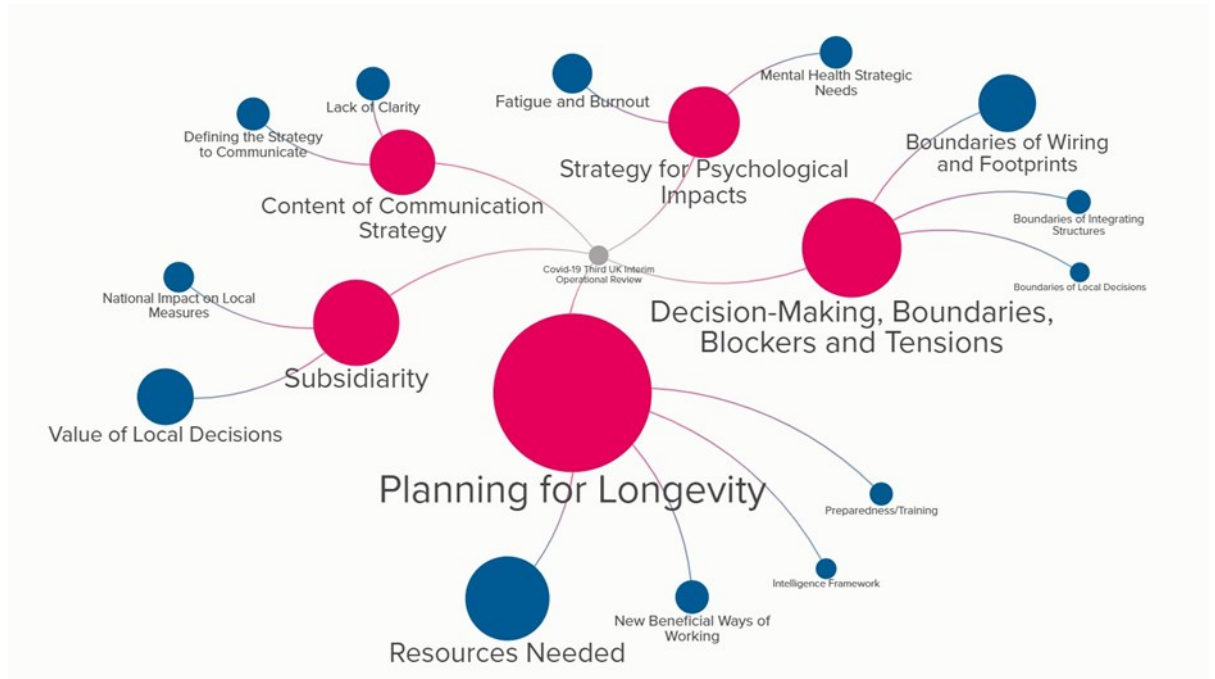 Mental Health Strategic
Needs
Fatigue and Burnout
Lack of Clarity
Defining the Strategy
to Communicate
Boundaries of Wiring
and Footprints
Strategy for Psychological
Impacts
Content of Communication
Strategy
Boundaries of Integrating
Structures
Covid-19 Third UK Interim
Operational Review
Boundaries of Local Decisions
National Impact on Local
Measures
Decision-Making, Boundaries,
Blockers and Tensions
Subsidiarity
Value of Local Decisions
Planning for Longevity
Preparedness/Training
Intelligence Framework
New Beneficial Ways of
Working
Resources Needed